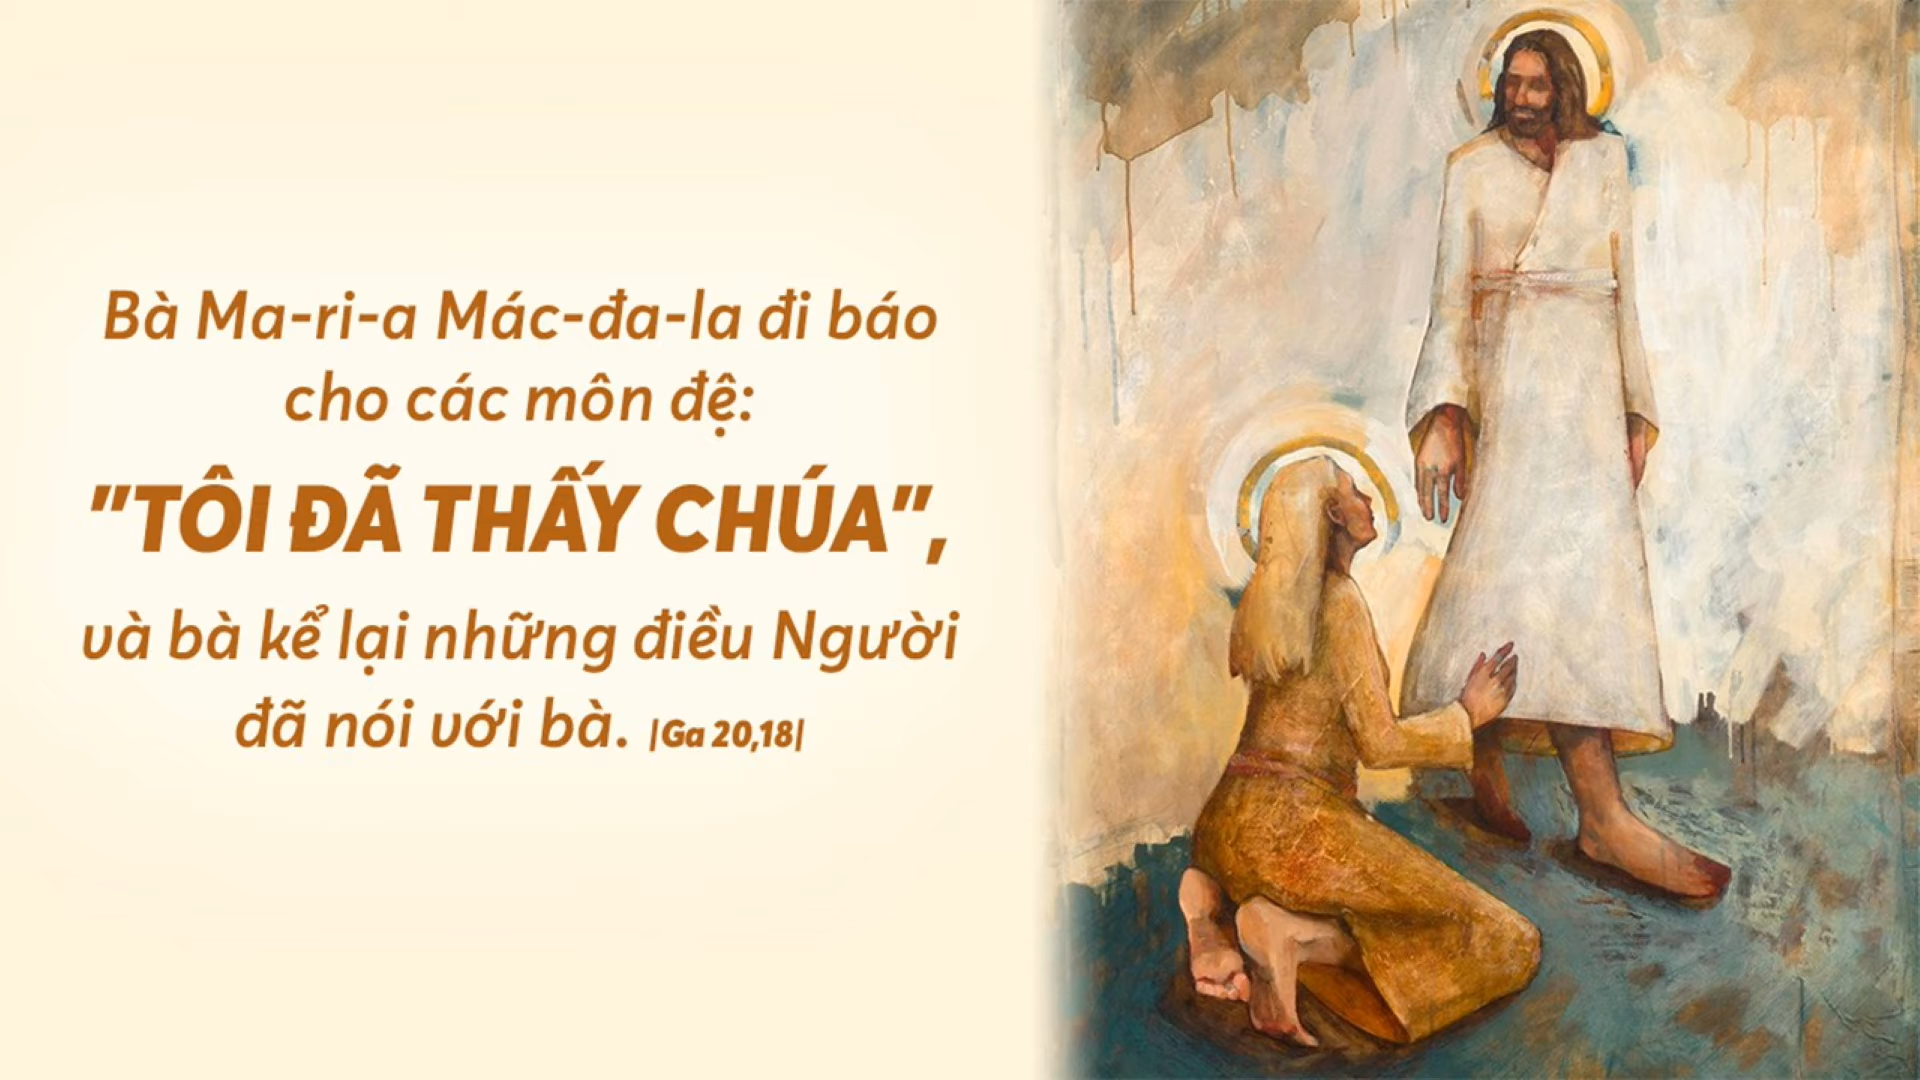 Bà Ma-ri-a Mác-đa-la đi báo
cho các môn đệ:
"TÔI ĐÃ THẤY CHÚA",
và bà kể lại những điều Người
đã nói với bà. |Ga 20,18|